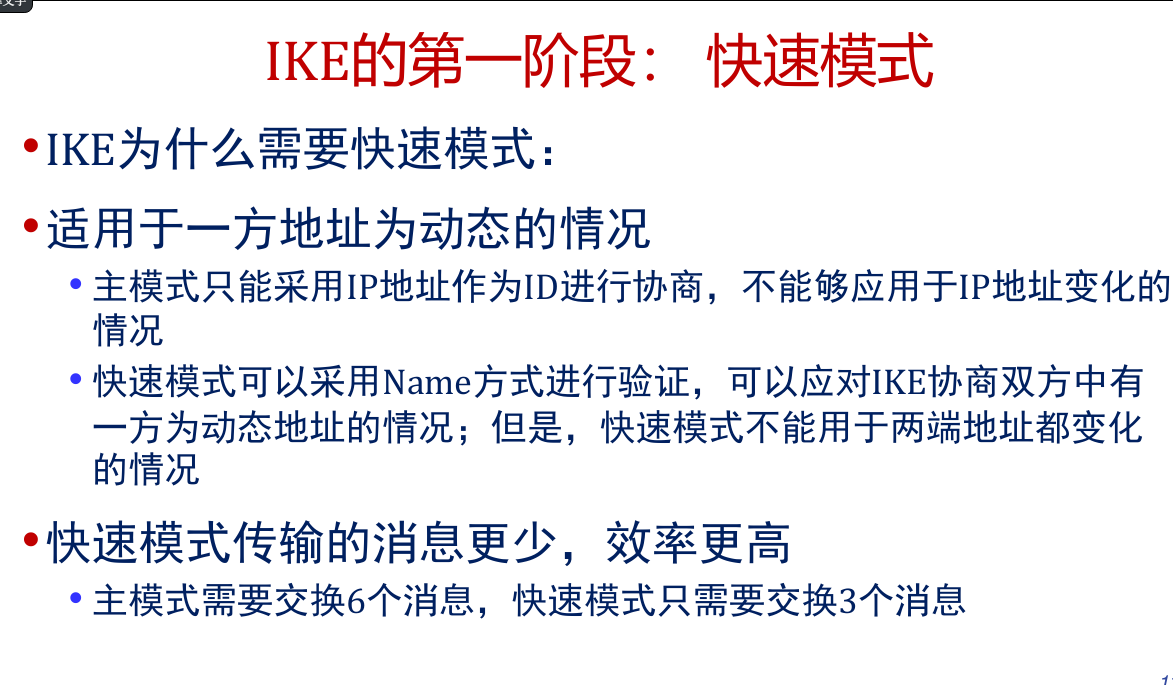 IKE的第一阶段： 快速模式
•IKE为什么需要快速模式：
•适用于一方地址为动态的情况
•主模式只能采用IP地址作为ID进行协商，不能够应用于IP地址变化的
情况
•快速模式可以采用Name方式进行验证，可以应对IKE协商双方中有
一方为动态地址的情况；但是，快速模式不能用于两端地址都变化
的情况
•快速模式传输的消息更少，效率更高
•主模式需要交换6个消息，快速模式只需要交换3个消息